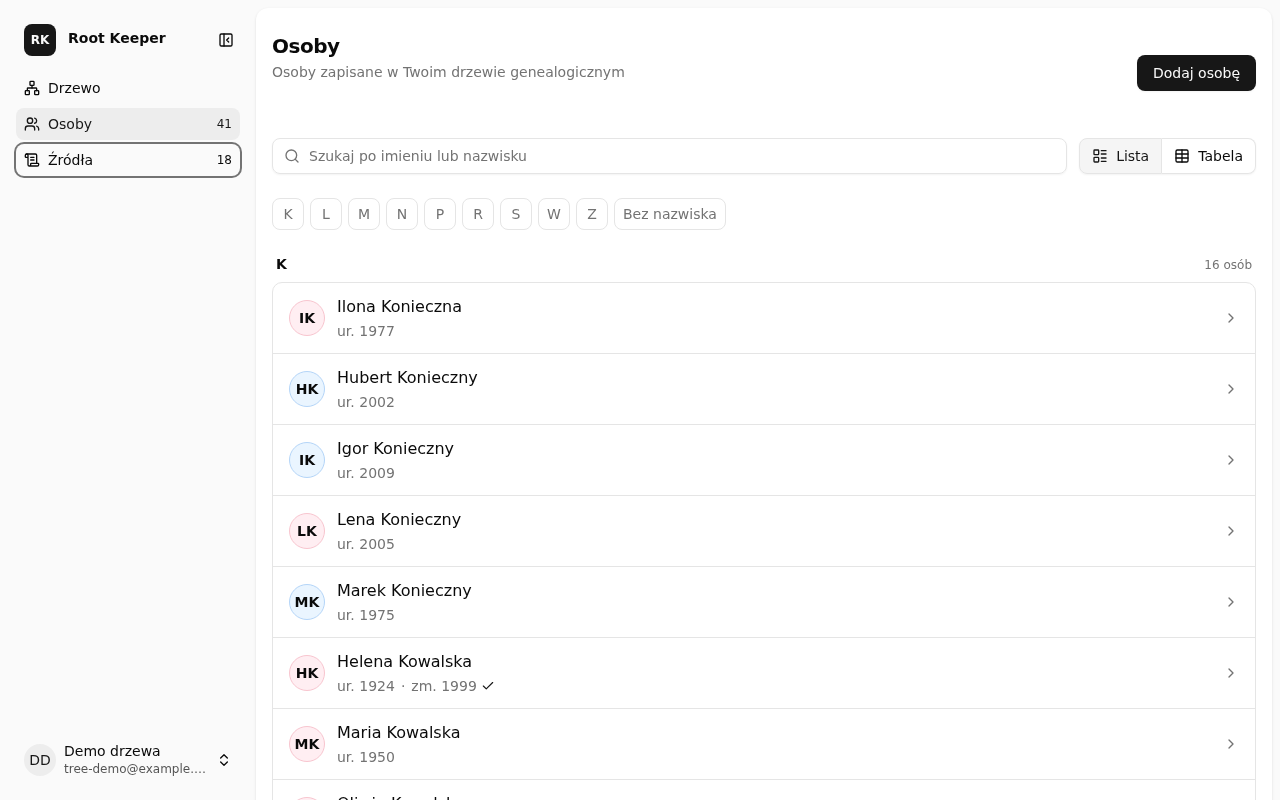 RK Root Keeper
Drzewo
Osoby 41
Źródła 18
Demo drzewa
DD
tree-demo@example....
Osoby
Osoby zapisane w Twoim drzewie genealogicznym
Dodaj osobę
Szukaj po imieniu lub nazwisku
Lista Tabela
K L M N P R S W Z Bez nazwiska
K 16 osób
IK
Ilona Konieczna
ur. 1977
HK
Hubert Konieczny
ur. 2002
IK
Igor Konieczny
ur. 2009
LK
Lena Konieczny
ur. 2005
MK
Marek Konieczny
ur. 1975
HK
Helena Kowalska
ur. 1924 · zm. 1999 ✓
MK
Maria Kowalska
ur. 1950